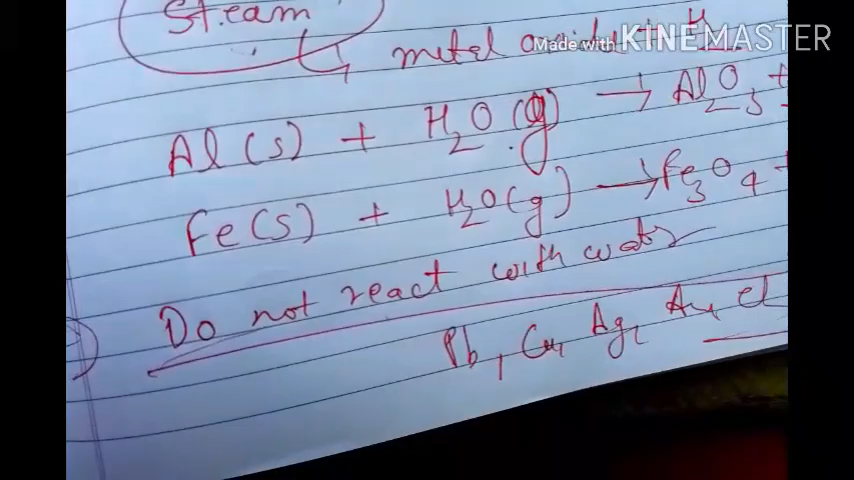 Steam
↳ metal oxide + H2
Made with KINEMASTER
Al(s) + H2O(g) → Al2O3 +
Fe(s) + H2O(g) → Fe3O4 +
Do not react with water
Pb, Cu, Ag, Au,